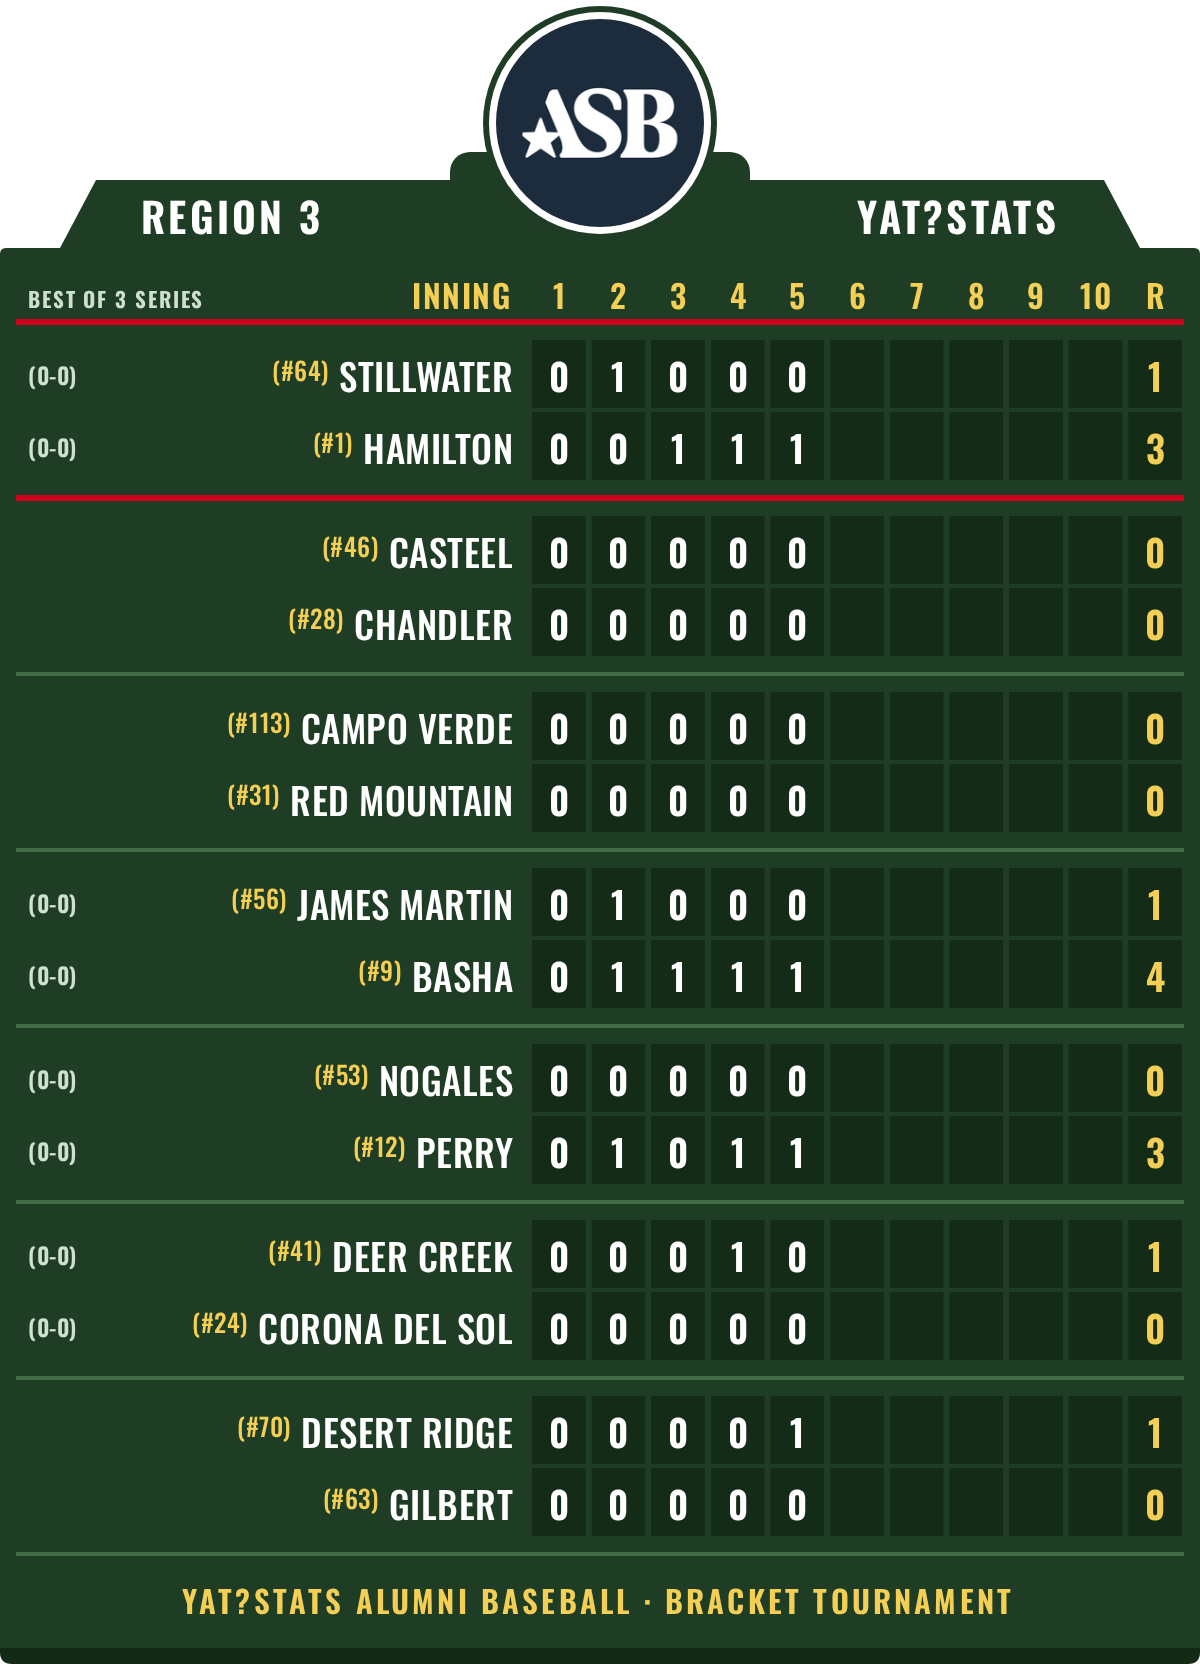 ASB
REGION 3 YAT?STATS
BEST OF 3 SERIES INNING 1 2 3 4 5 6 7 8 9 10 R
(0-0) (#64) STILLWATER 0 1 0 0 0 1
(0-0) (#1) HAMILTON 0 0 1 1 1 3
(#46) CASTEEL 0 0 0 0 0 0
(#28) CHANDLER 0 0 0 0 0 0
(#113) CAMPO VERDE 0 0 0 0 0 0
(#31) RED MOUNTAIN 0 0 0 0 0 0
(0-0) (#56) JAMES MARTIN 0 1 0 0 0 1
(0-0) (#9) BASHA 0 1 1 1 1 4
(0-0) (#53) NOGALES 0 0 0 0 0 0
(0-0) (#12) PERRY 0 1 0 1 1 3
(0-0) (#41) DEER CREEK 0 0 0 1 0 1
(0-0) (#24) CORONA DEL SOL 0 0 0 0 0 0
(#70) DESERT RIDGE 0 0 0 0 1 1
(#63) GILBERT 0 0 0 0 0 0
YAT?STATS ALUMNI BASEBALL · BRACKET TOURNAMENT